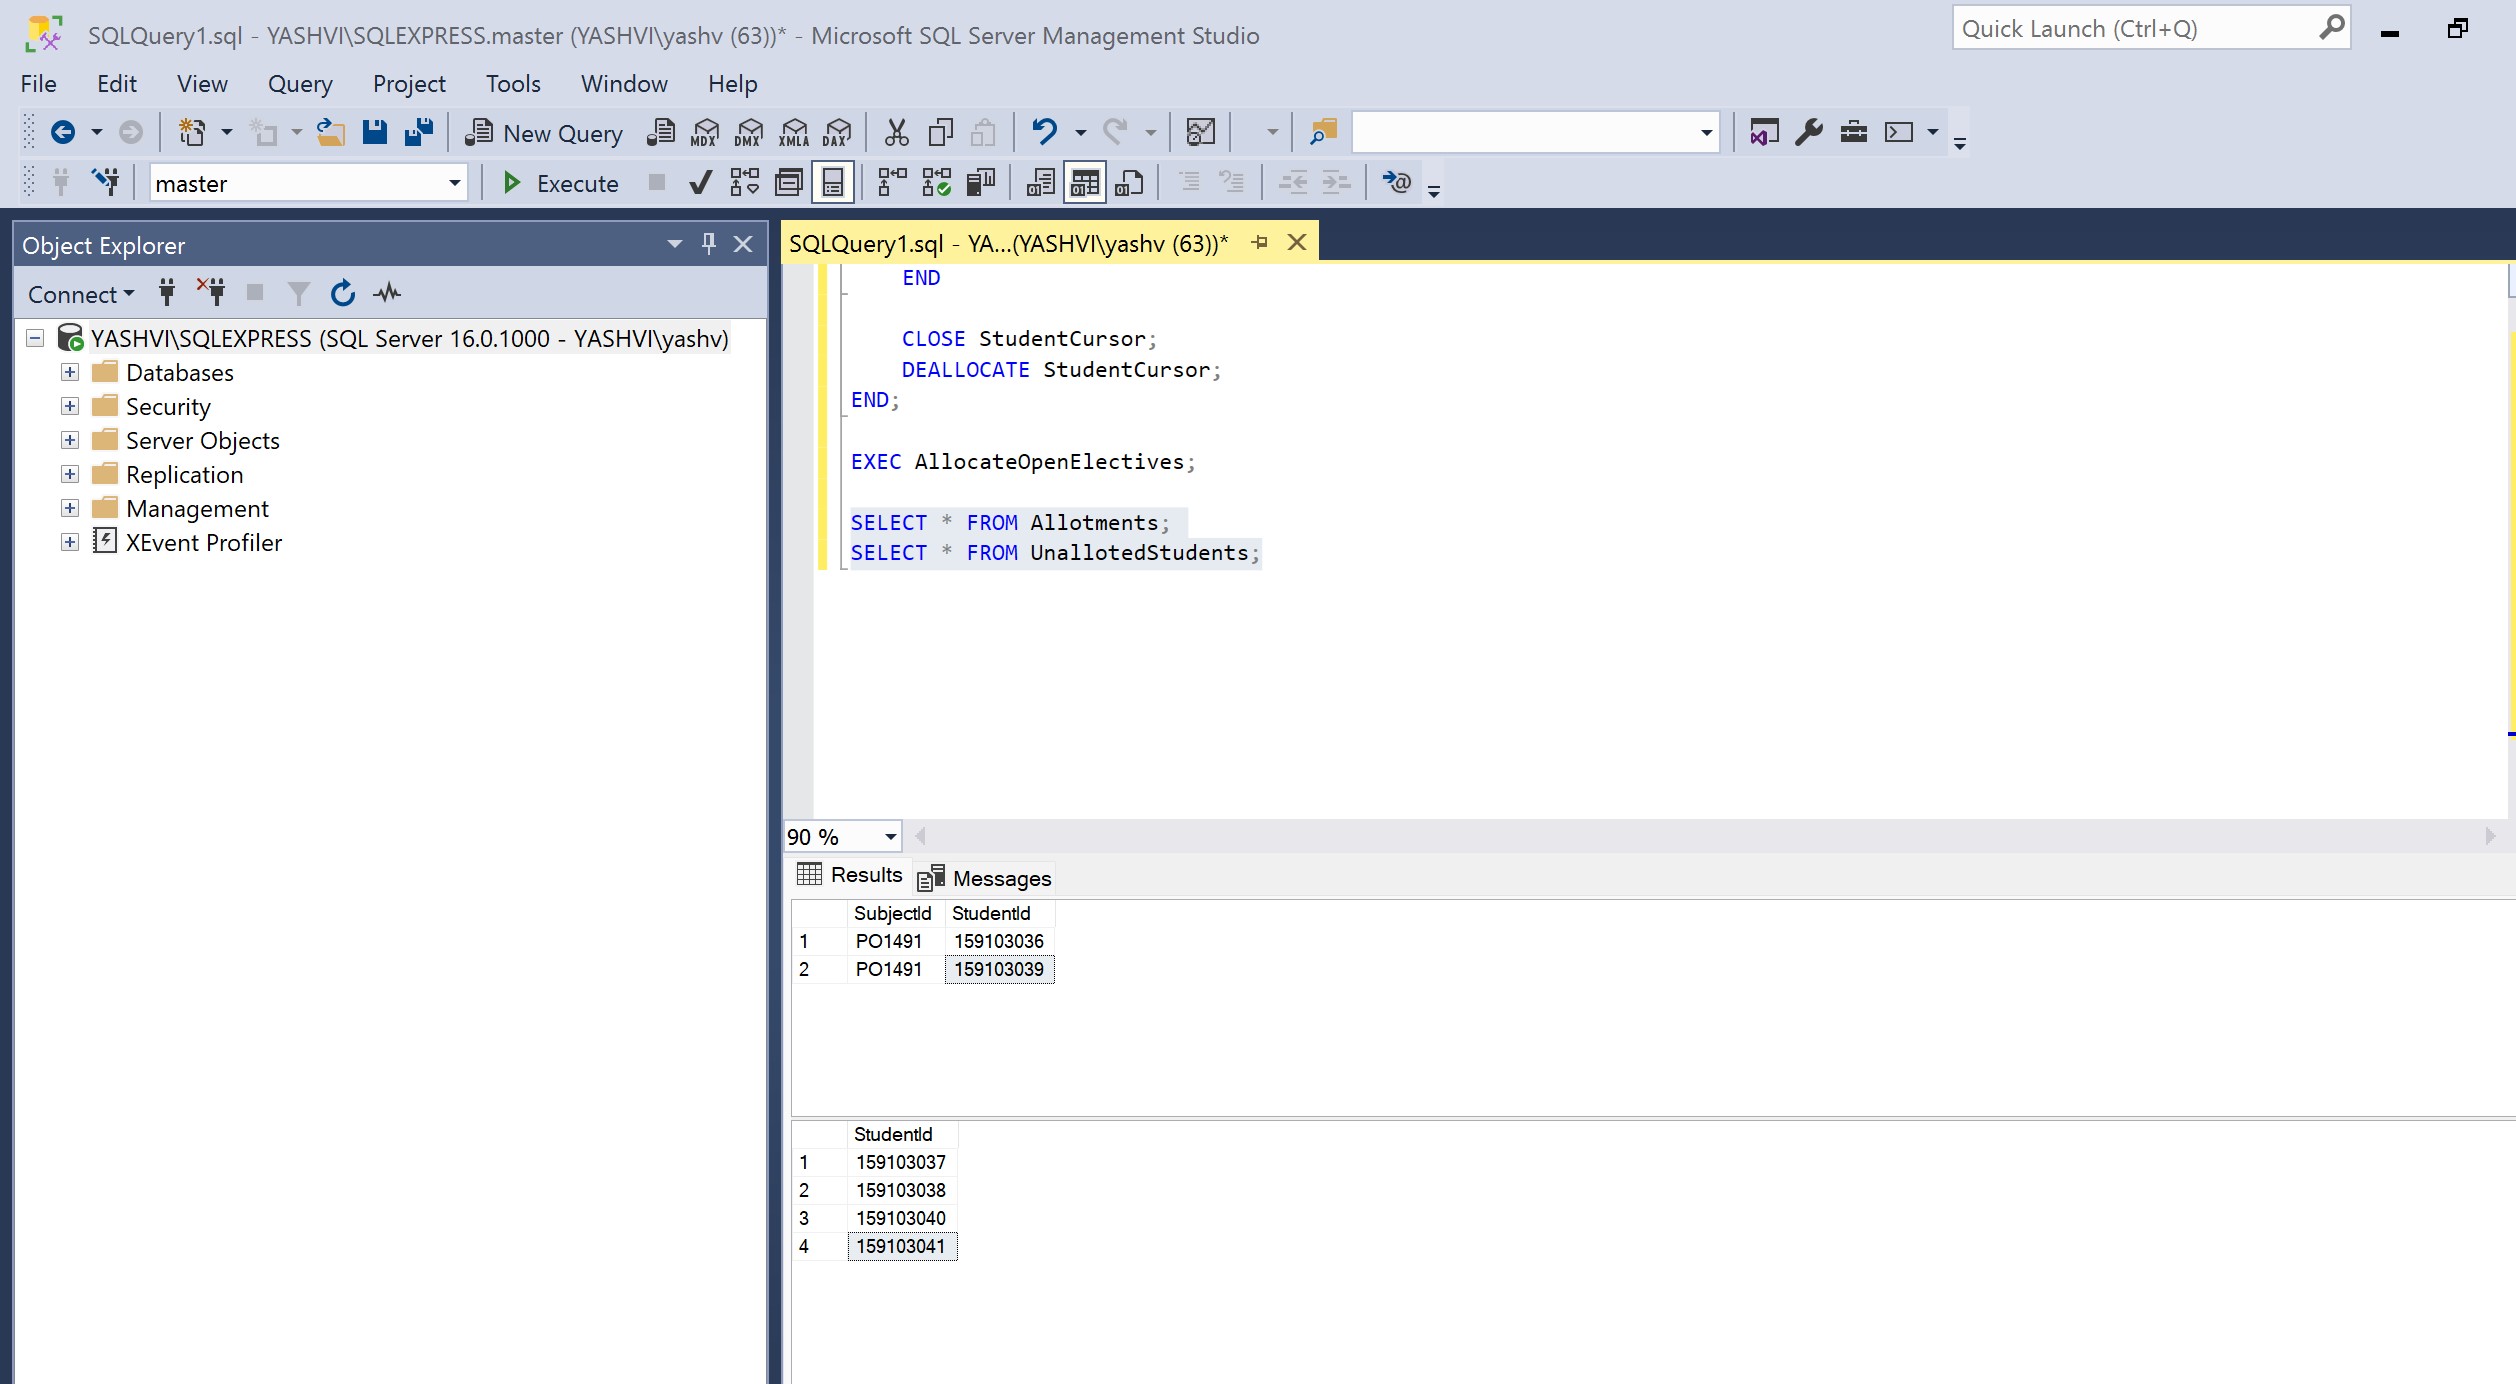 SQLQuery1.sql - YASHVI\SQLEXPRESS.master (YASHVI\yashv (63))* - Microsoft SQL Server Management Studio
Quick Launch (Ctrl+Q)
File Edit View Query Project Tools Window Help
New Query MDX DMX XMLA DAX
master Execute
Object Explorer
Connect
YASHVI\SQLEXPRESS (SQL Server 16.0.1000 - YASHVI\yashv)
Databases
Security
Server Objects
Replication
Management
XEvent Profiler
SQLQuery1.sql - YA...(YASHVI\yashv (63))*
END
CLOSE StudentCursor;
DEALLOCATE StudentCursor;
END;
EXEC AllocateOpenElectives;
SELECT * FROM Allotments;
SELECT * FROM UnallotedStudents;
90 %
Results Messages
SubjectId StudentId
1 PO1491 159103036
2 PO1491 159103039
StudentId
1 159103037
2 159103038
3 159103040
4 159103041